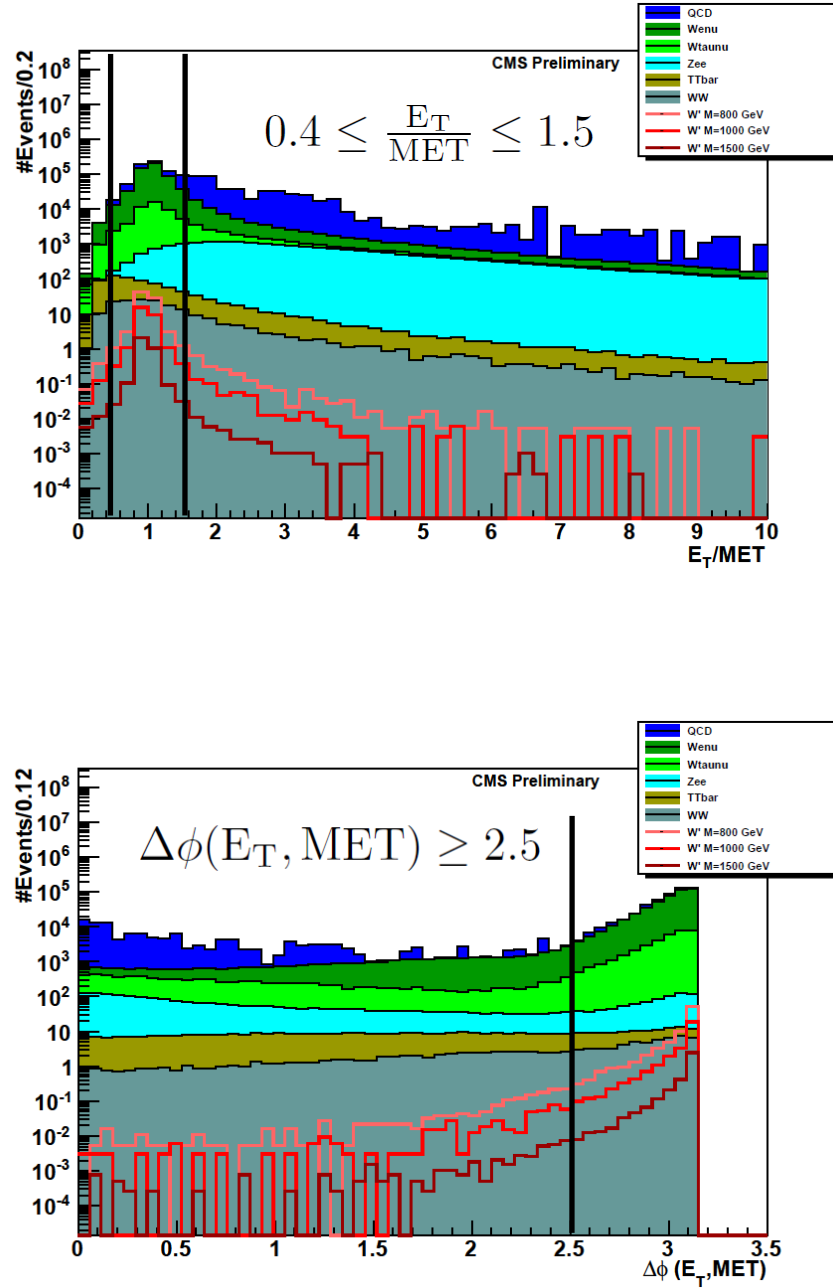 QCD
Wenu
Wtaunu
Zee
TTbar
WW
W' M=800 GeV
W' M=1000 GeV
W' M=1500 GeV
CMS Preliminary
#Events/0.2
0.4 ≤ E_T/MET ≤ 1.5
10^8
10^7
10^6
10^5
10^4
10^3
10^2
10
1
10^-1
10^-2
10^-3
10^-4
0 1 2 3 4 5 6 7 8 9 10
E_T/MET
QCD
Wenu
Wtaunu
Zee
TTbar
WW
W' M=800 GeV
W' M=1000 GeV
W' M=1500 GeV
CMS Preliminary
#Events/0.12
Δϕ(E_T, MET) ≥ 2.5
10^8
10^7
10^6
10^5
10^4
10^3
10^2
10
1
10^-1
10^-2
10^-3
10^-4
0 0.5 1 1.5 2 2.5 3 3.5
Δϕ (E_T,MET)